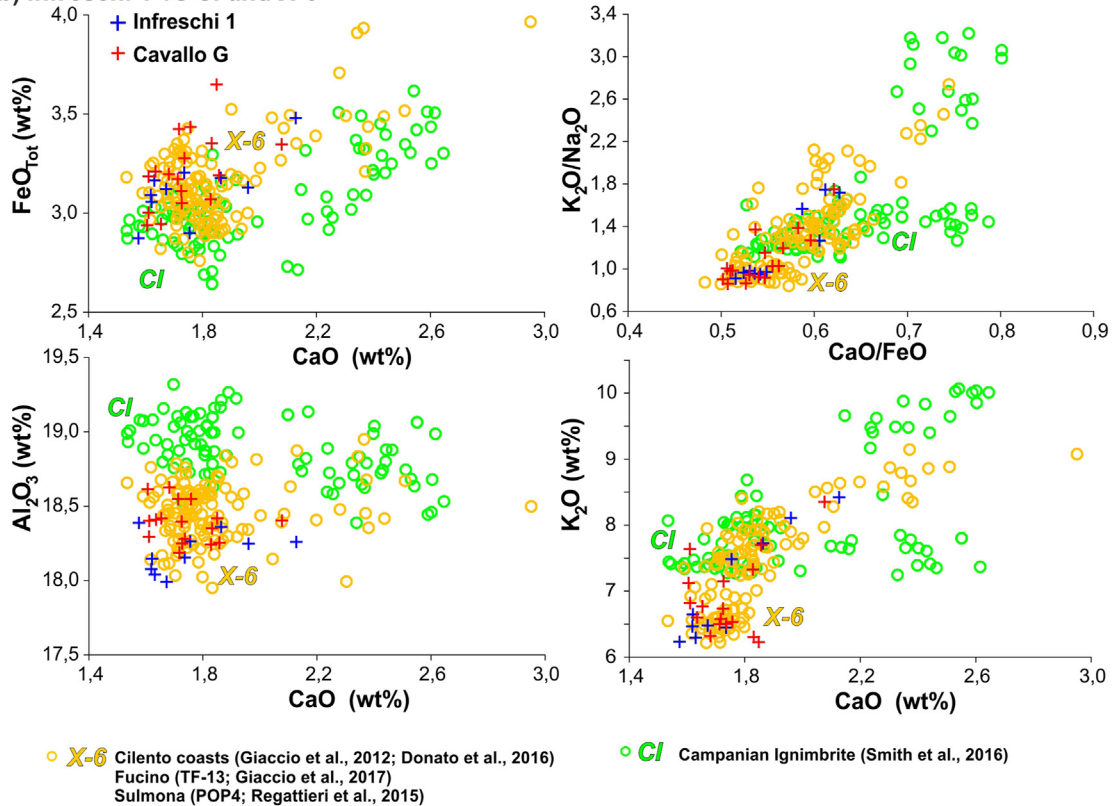 4,0
3,5
3,0
2,5
FeOTot (wt%)
+ Infreschi 1
+ Cavallo G
X-6
CI
1,4 1,8 2,2 2,6 3,0
CaO (wt%)
3,4
3,0
2,6
2,2
1,8
1,4
1,0
0,6
K2O/Na2O
CI
X-6
0,4 0,5 0,6 0,7 0,8 0,9
CaO/FeO
19,5
19,0
18,5
18,0
17,5
Al2O3 (wt%)
CI
X-6
1,4 1,8 2,2 2,6 3,0
CaO (wt%)
10
9
8
7
6
K2O (wt%)
CI
X-6
1,4 1,8 2,2 2,6 3,0
CaO (wt%)
X-6 Cilento coasts (Giaccio et al., 2012; Donato et al., 2016)
Fucino (TF-13; Giaccio et al., 2017)
Sulmona (POP4; Regattieri et al., 2015)
CI Campanian Ignimbrite (Smith et al., 2016)